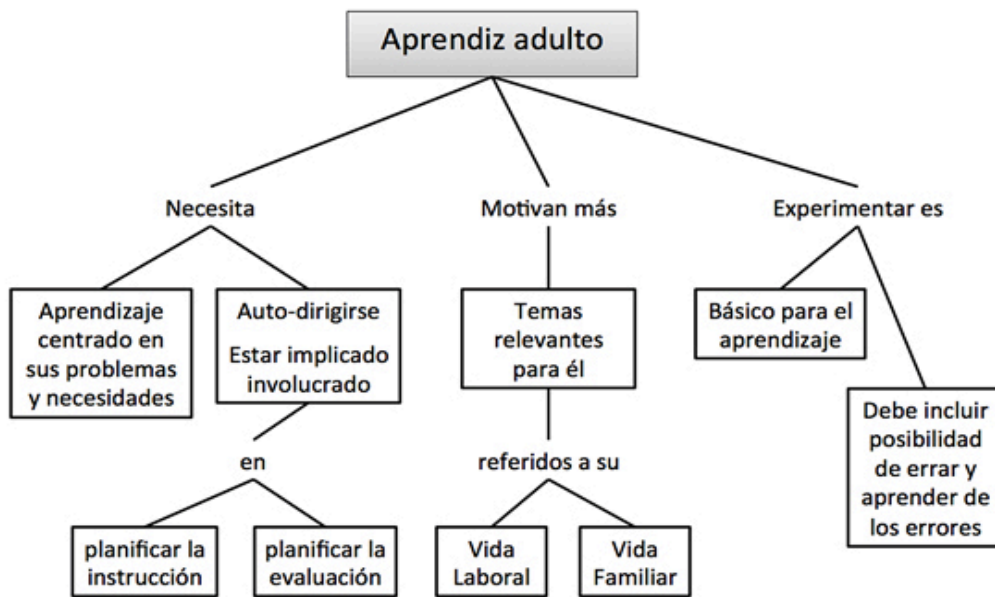 Aprendiz adulto
Necesita
Motivan más
Experimentar es
Aprendizaje
centrado en
sus problemas
y necesidades
Auto-dirigirse
Estar implicado
involucrado
Temas
relevantes
para él
Básico para el
aprendizaje
Debe incluir
posibilidad
de errar y
aprender de
los errores
en
referidos a su
planificar la
instrucción
planificar la
evaluación
Vida
Laboral
Vida
Familiar